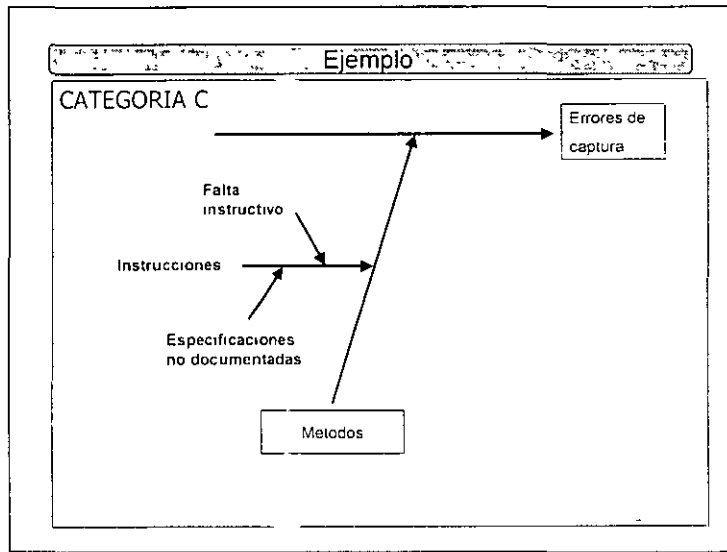 Ejemplo
CATEGORIA C
Errores de
captura
Falta
instructivo
Instrucciones
Especificaciones
no documentadas
Metodos